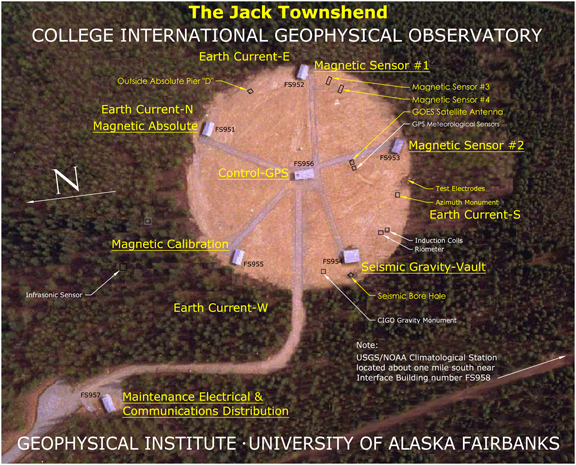 The Jack Townshend
COLLEGE INTERNATIONAL GEOPHYSICAL OBSERVATORY
Earth Current-E
Magnetic Sensor #1
Outside Absolute Pier "D"
FS952
Magnetic Sensor #3
Magnetic Sensor #4
Earth Current-N
GOES Satellite Antenna
Magnetic Absolute
FS951
GPS Meteorological Sensors
FS953
Magnetic Sensor #2
FS956
Control-GPS
N
Test Electrodes
Azimuth Monument
Earth Current-S
Magnetic Calibration
Induction Coils
Riometer
FS955
FS954
Seismic Gravity-Vault
Infrasonic Sensor
Seismic Bore Hole
Earth Current-W
CIGO Gravity Monument
Note:
USGS/NOAA Climatological Station
located about one mile south near
Interface Building number FS958
FS957
Maintenance Electrical &
Communications Distribution
GEOPHYSICAL INSTITUTE · UNIVERSITY OF ALASKA FAIRBANKS